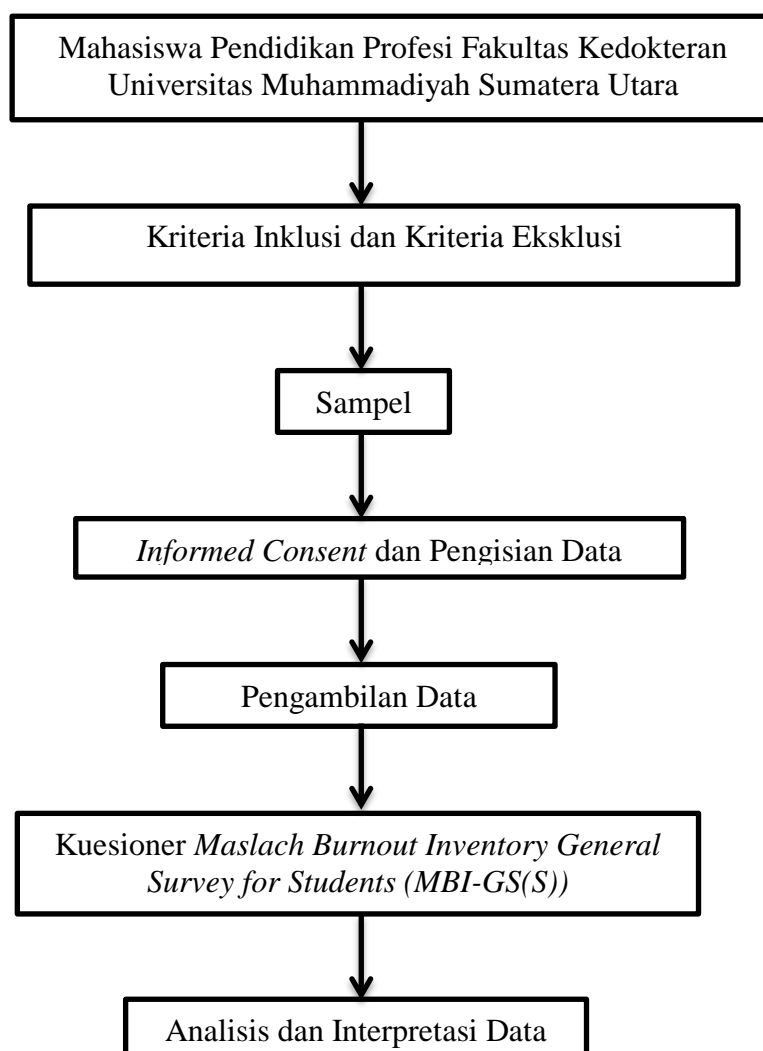 Mahasiswa Pendidikan Profesi Fakultas Kedokteran
Universitas Muhammadiyah Sumatera Utara
Kriteria Inklusi dan Kriteria Eksklusi
Sampel
Informed Consent dan Pengisian Data
Pengambilan Data
Kuesioner Maslach Burnout Inventory General
Survey for Students (MBI-GS(S))
Analisis dan Interpretasi Data